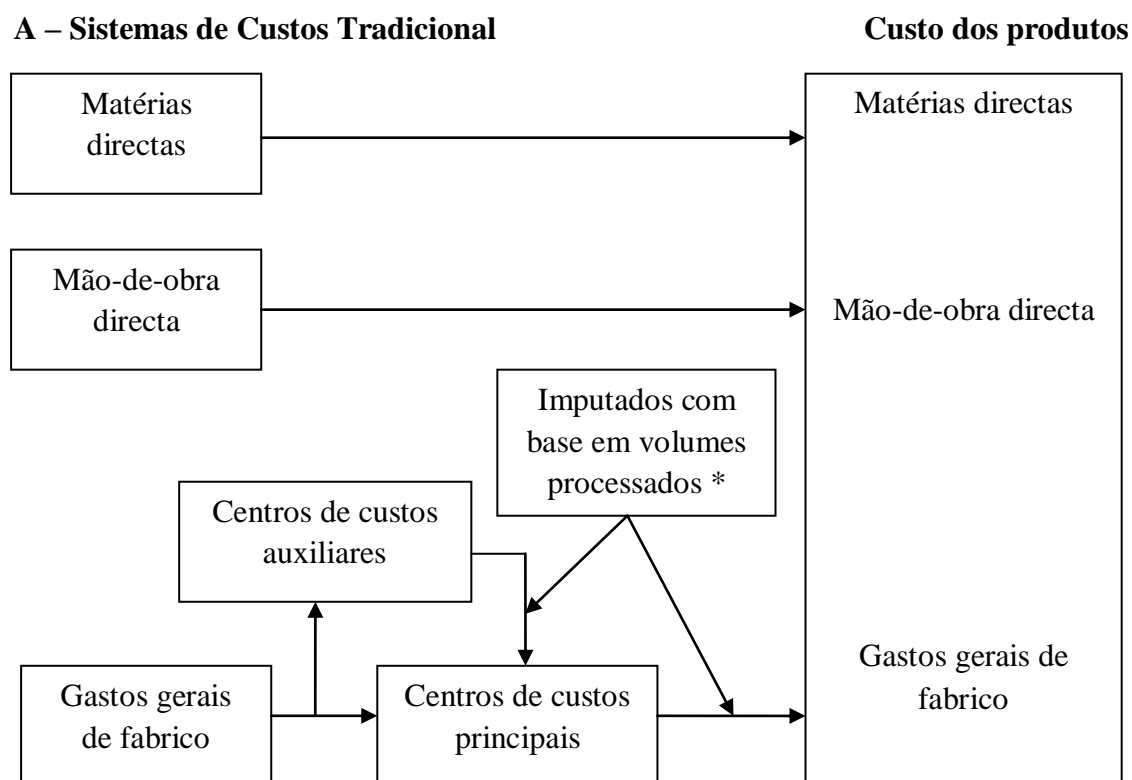 A – Sistemas de Custos Tradicional
Custo dos produtos
Matérias
directas
Matérias directas
Mão-de-obra
directa
Mão-de-obra directa
Imputados com
base em volumes
processados *
Centros de custos
auxiliares
Gastos gerais
de fabrico
Centros de custos
principais
Gastos gerais de
fabrico